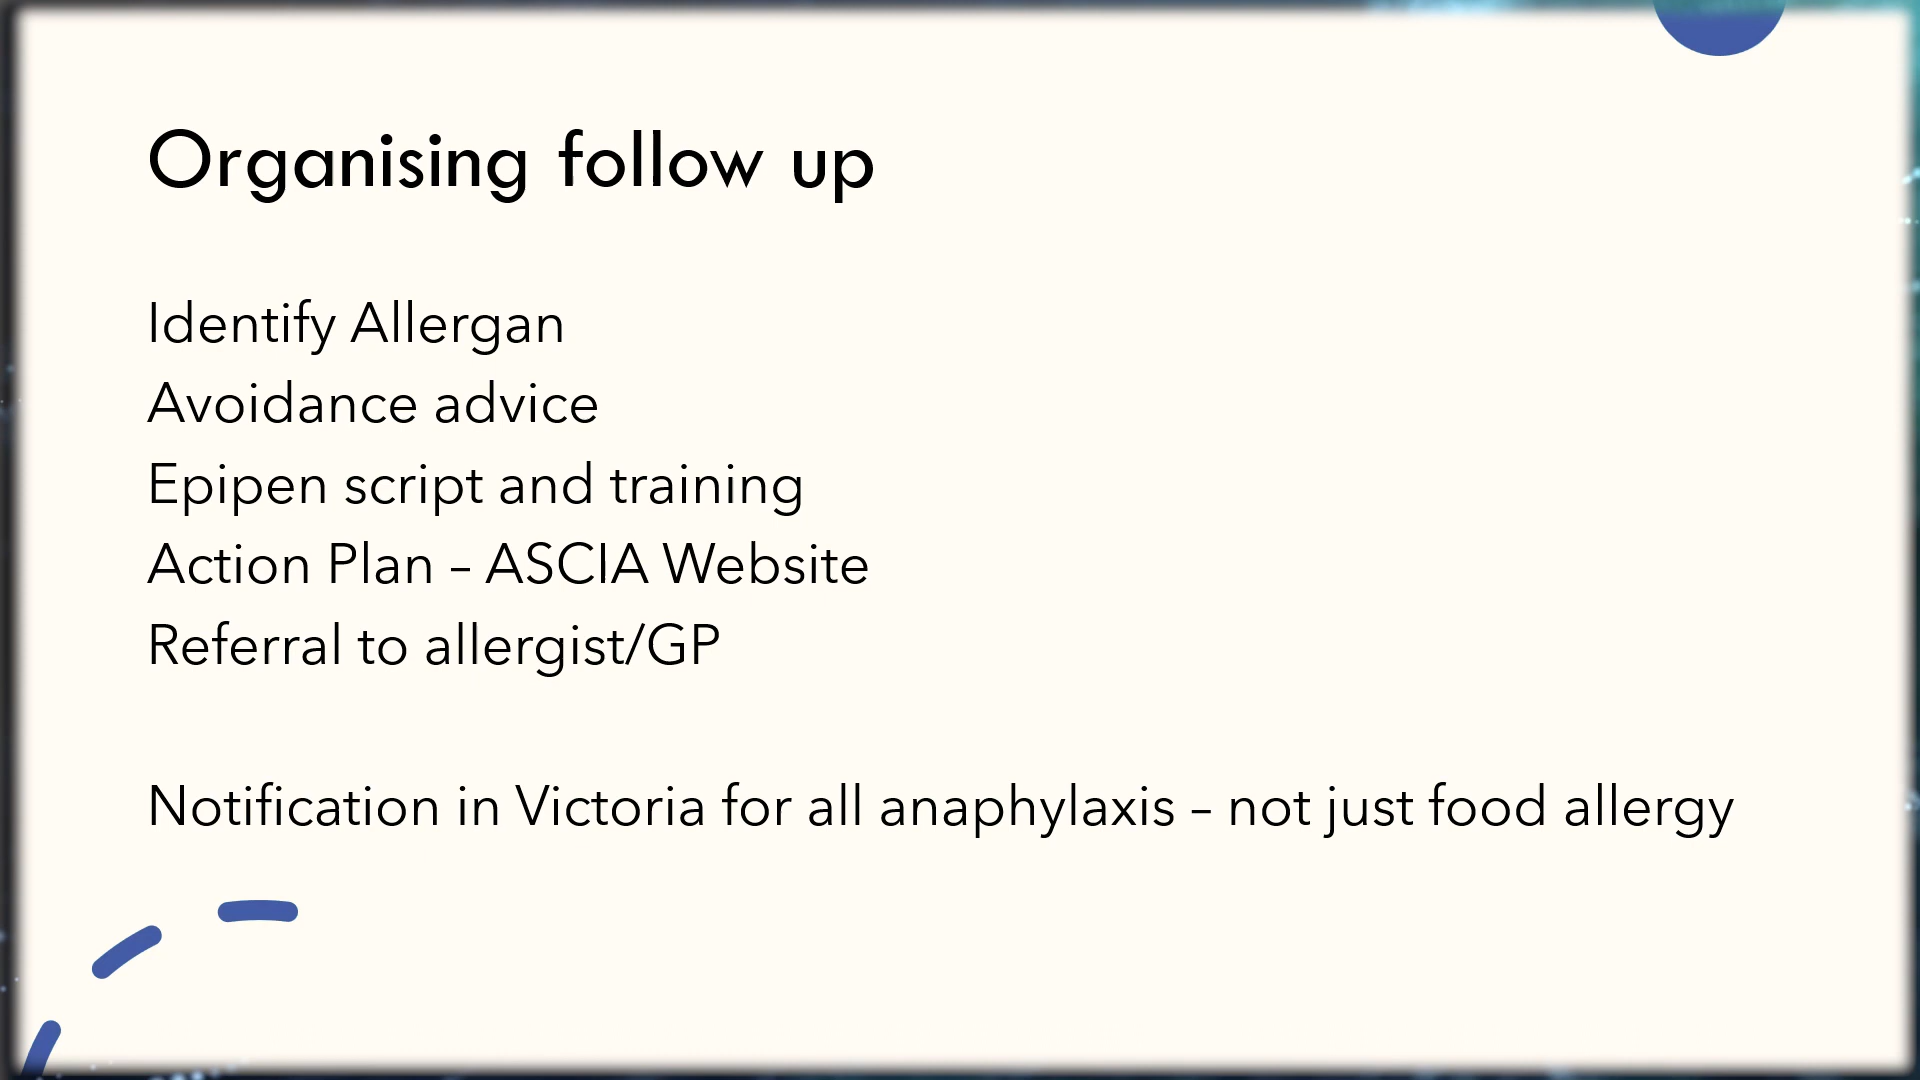 Organising follow up
Identify Allergan
Avoidance advice
Epipen script and training
Action Plan – ASCIA Website
Referral to allergist/GP
Notification in Victoria for all anaphylaxis – not just food allergy